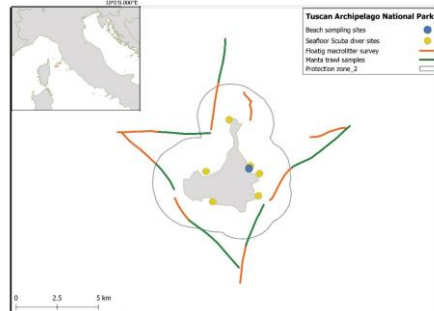 10°0'0.000"E
Tuscan Archipelago National Park
Beach sampling sites
Seafloor Scuba diver sites
Floatig macrolitter survey
Manta trawl samples
Protection zone_2
0 2.5 5 km